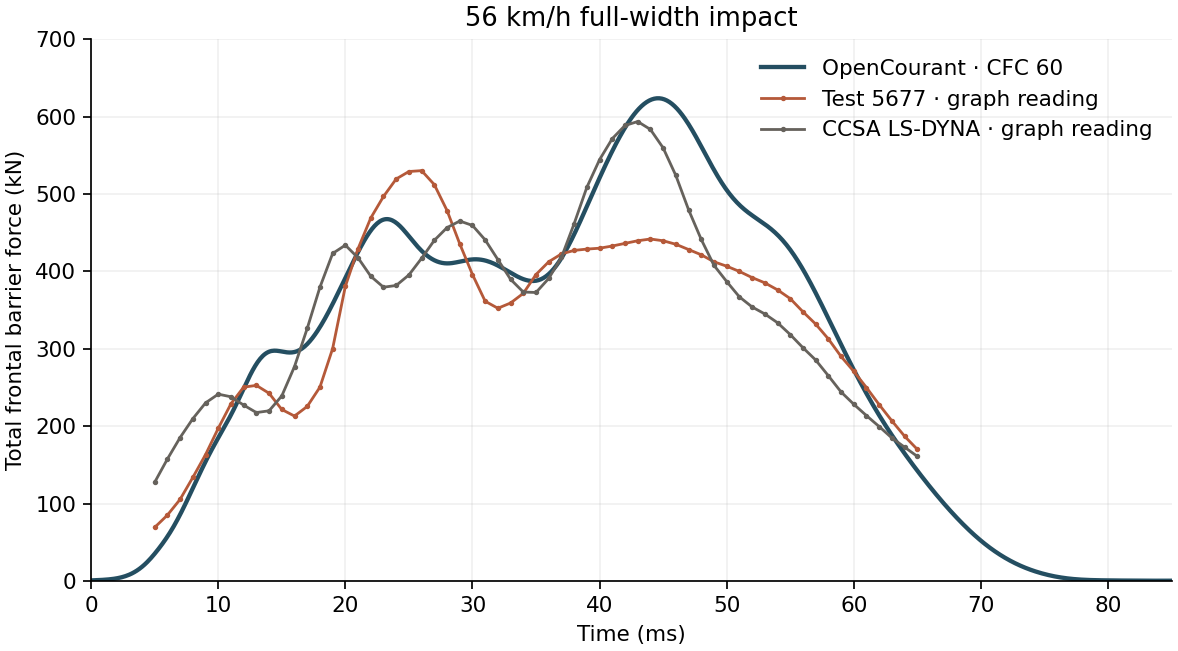 56 km/h full-width impact
700
600
500
400
300
200
100
0
Total frontal barrier force (kN)
OpenCourant · CFC 60
Test 5677 · graph reading
CCSA LS-DYNA · graph reading
0 10 20 30 40 50 60 70 80
Time (ms)